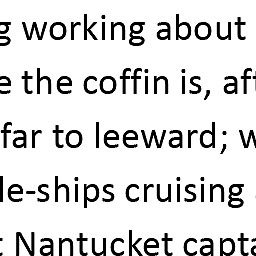 g working about
e the coffin is, aft
far to leeward; w
le-ships cruising
t Nantucket capta